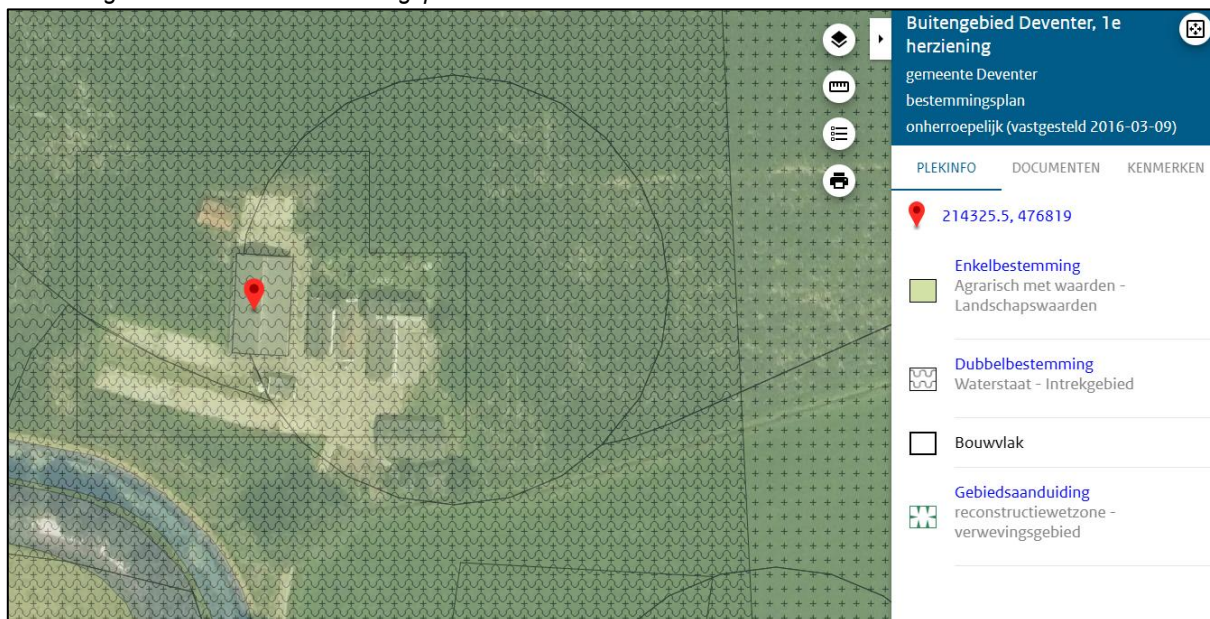 Buitengebied Deventer, 1e
herziening
gemeente Deventer
bestemmingsplan
onherroepelijk (vastgesteld 2016-03-09)
PLEKINFO DOCUMENTEN KENMERKEN
214325.5, 476819
Enkelbestemming
Agrarisch met waarden -
Landschapswaarden
Dubbelbestemming
Waterstaat - Intrekgebied
Bouwvlak
Gebiedsaanduiding
reconstructiewetzone -
verwevingsgebied